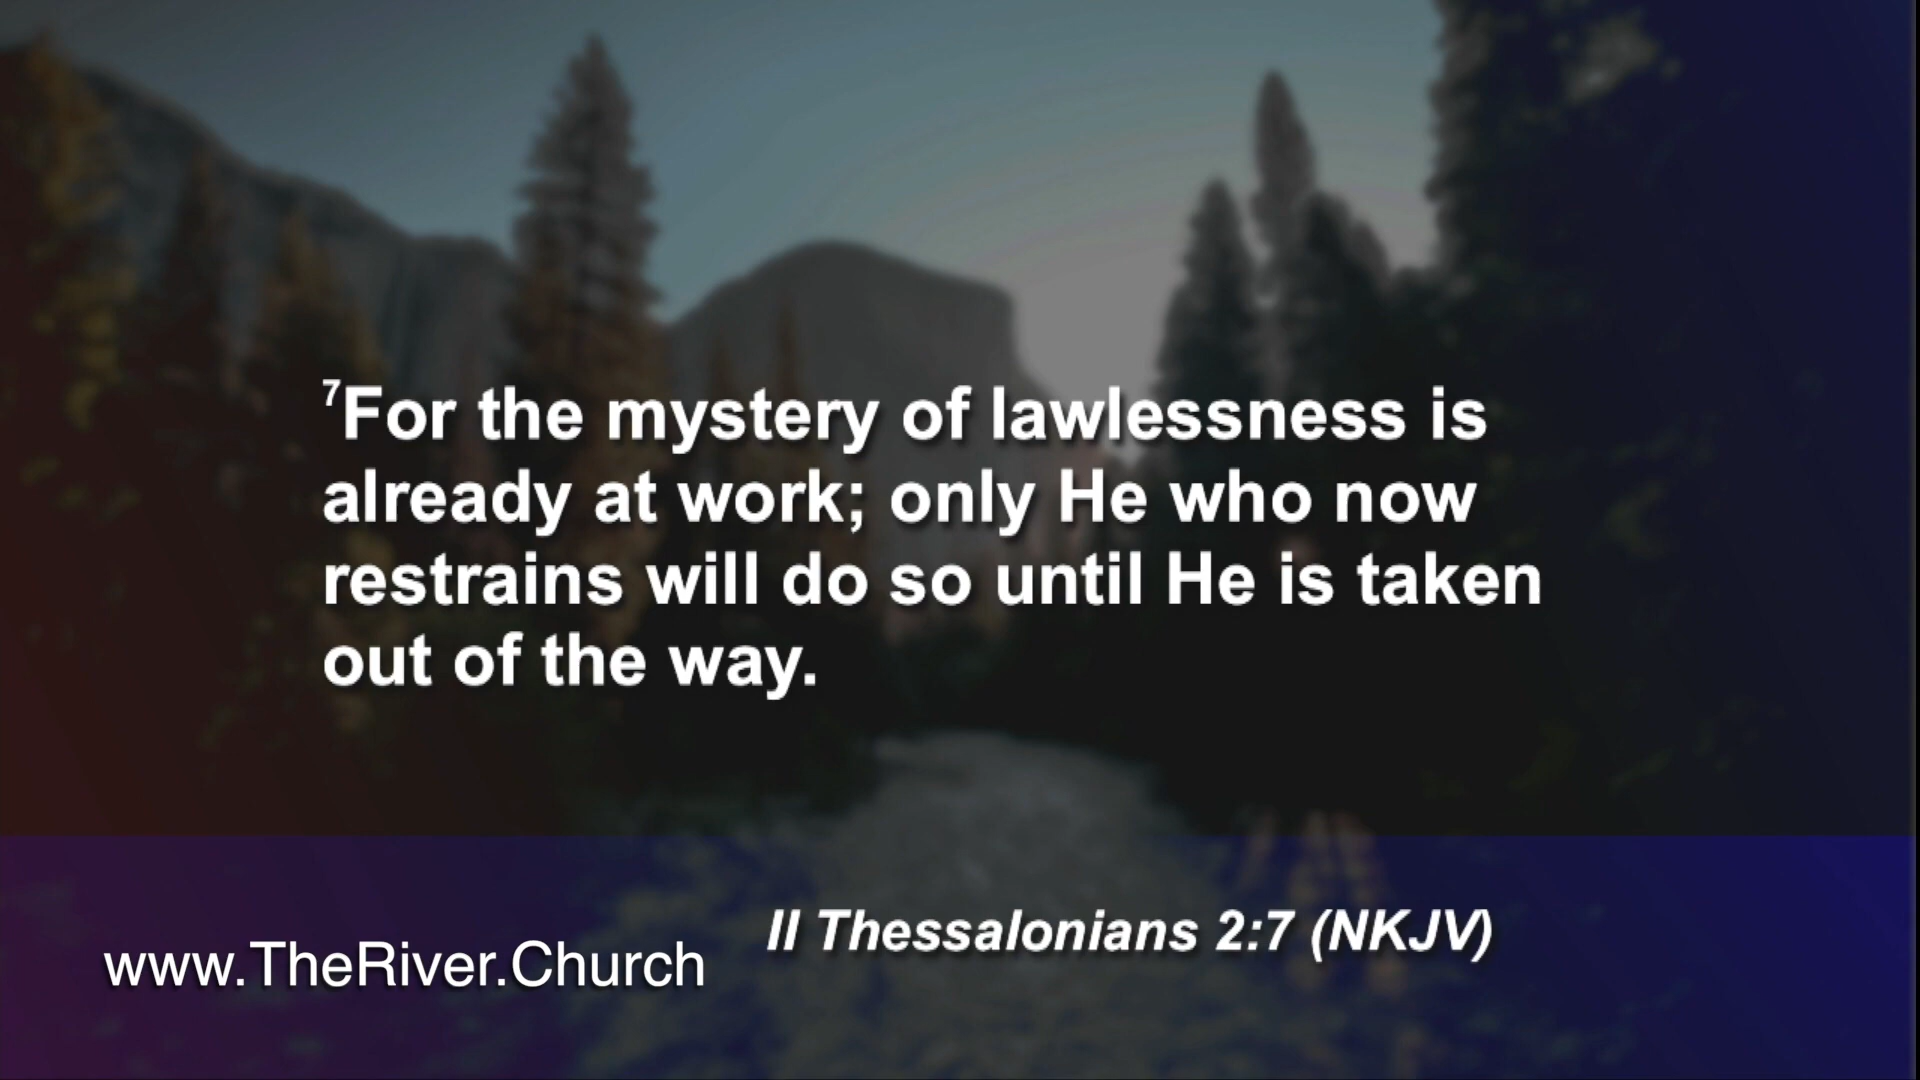 ⁷For the mystery of lawlessness is
already at work; only He who now
restrains will do so until He is taken
out of the way.
II Thessalonians 2:7 (NKJV)
www.TheRiver.Church